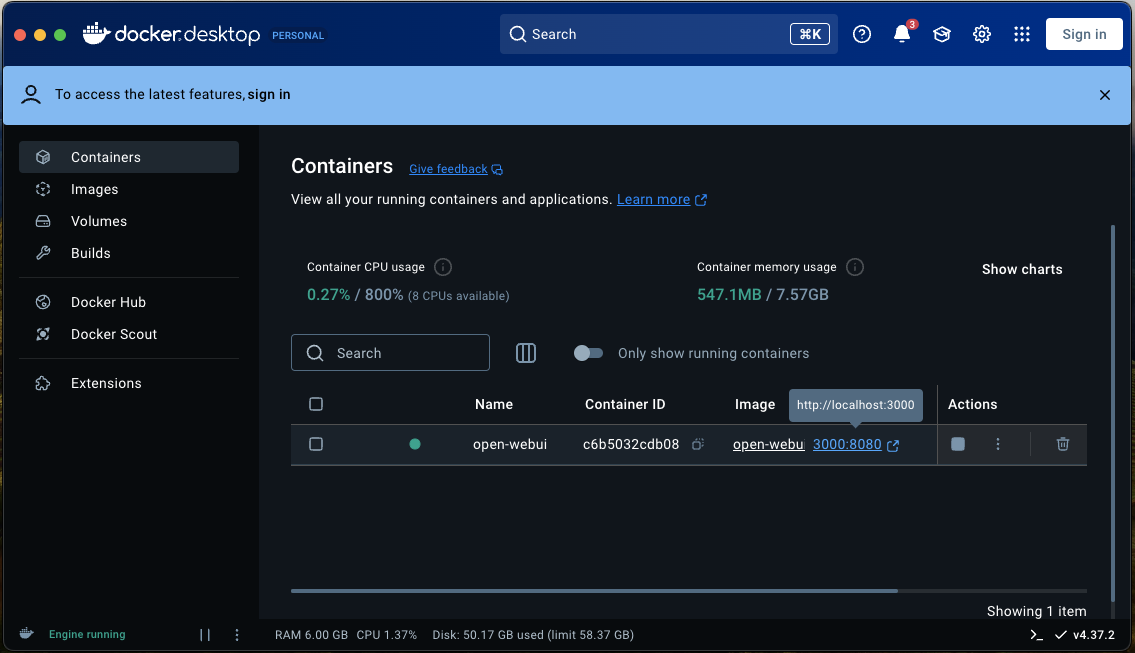 docker.desktop PERSONAL Search ⌘K 3 Sign in
To access the latest features, sign in
Containers
Images
Volumes
Builds
Docker Hub
Docker Scout
Extensions
Containers Give feedback
View all your running containers and applications. Learn more
Container CPU usage
0.27% / 800% (8 CPUs available)
Container memory usage
547.1MB / 7.57GB
Show charts
Search Only show running containers
Name Container ID Image http://localhost:3000 Actions
open-webui c6b5032cdb08 open-webu 3000:8080
Showing 1 item
Engine running RAM 6.00 GB CPU 1.37% Disk: 50.17 GB used (limit 58.37 GB) v4.37.2